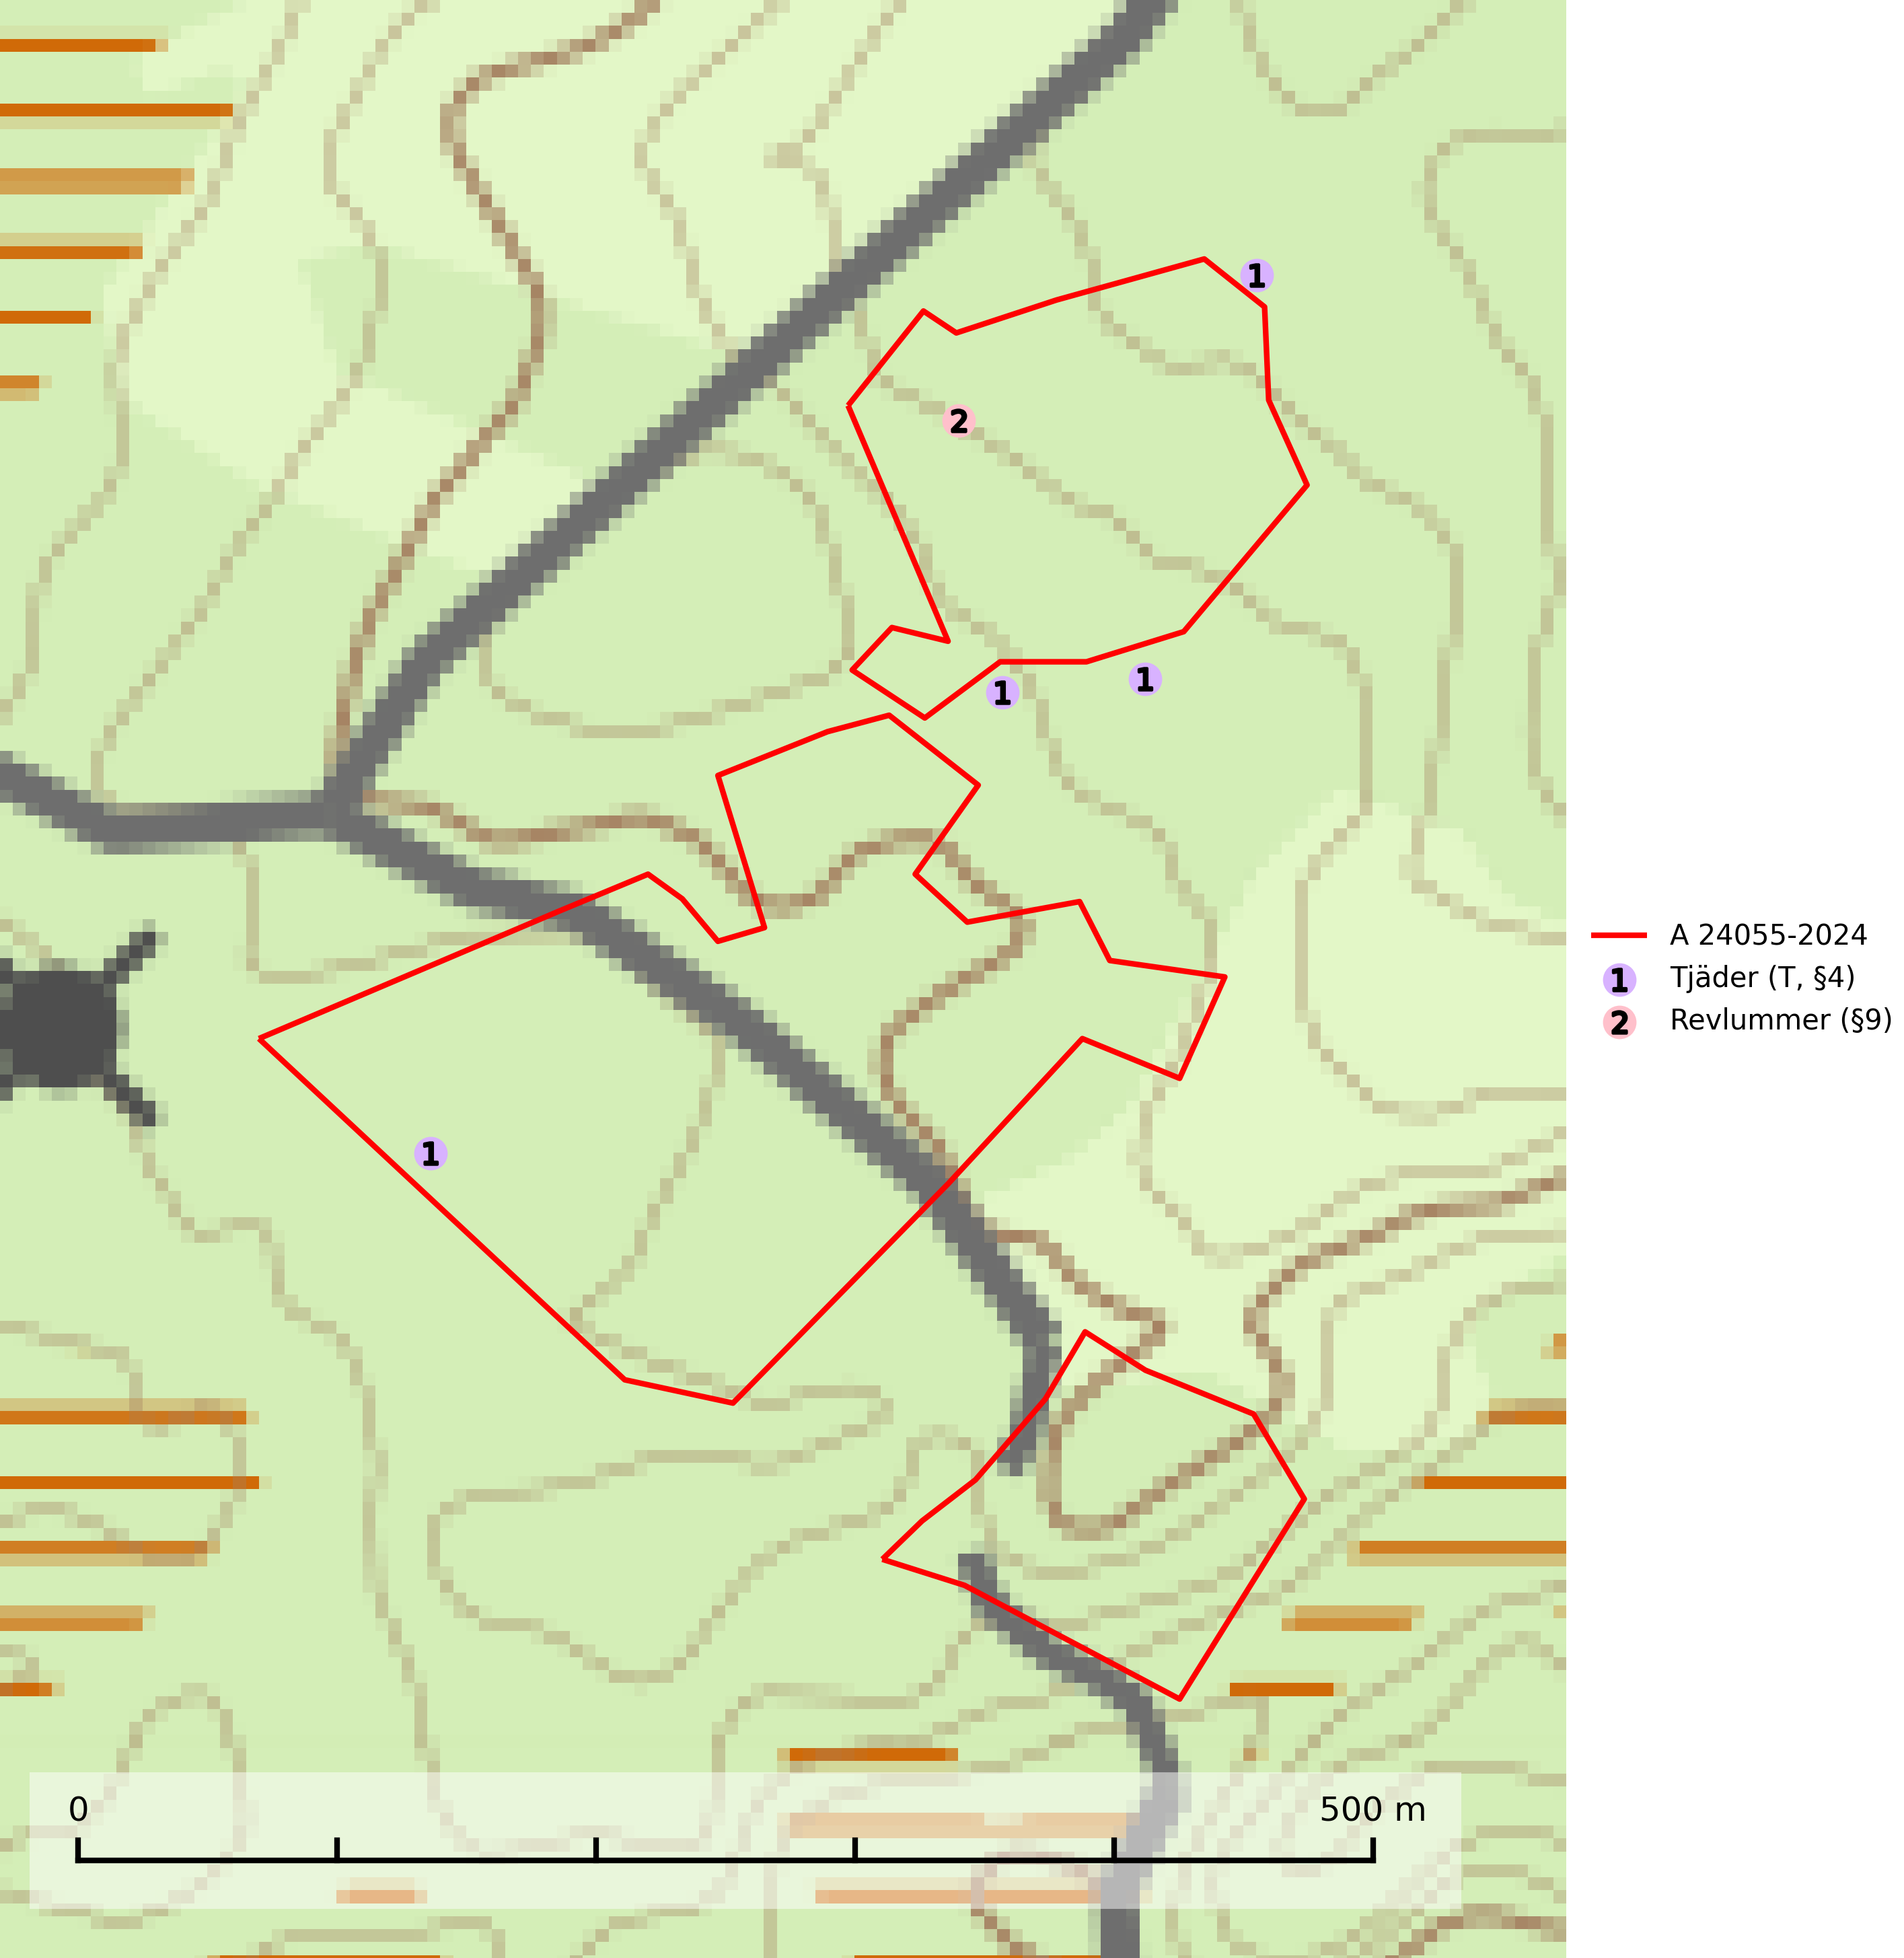 1
2
1
1
A 24055-2024
1 Tjäder (T, §4)
2 Revlummer (§9)
1
0 500 m